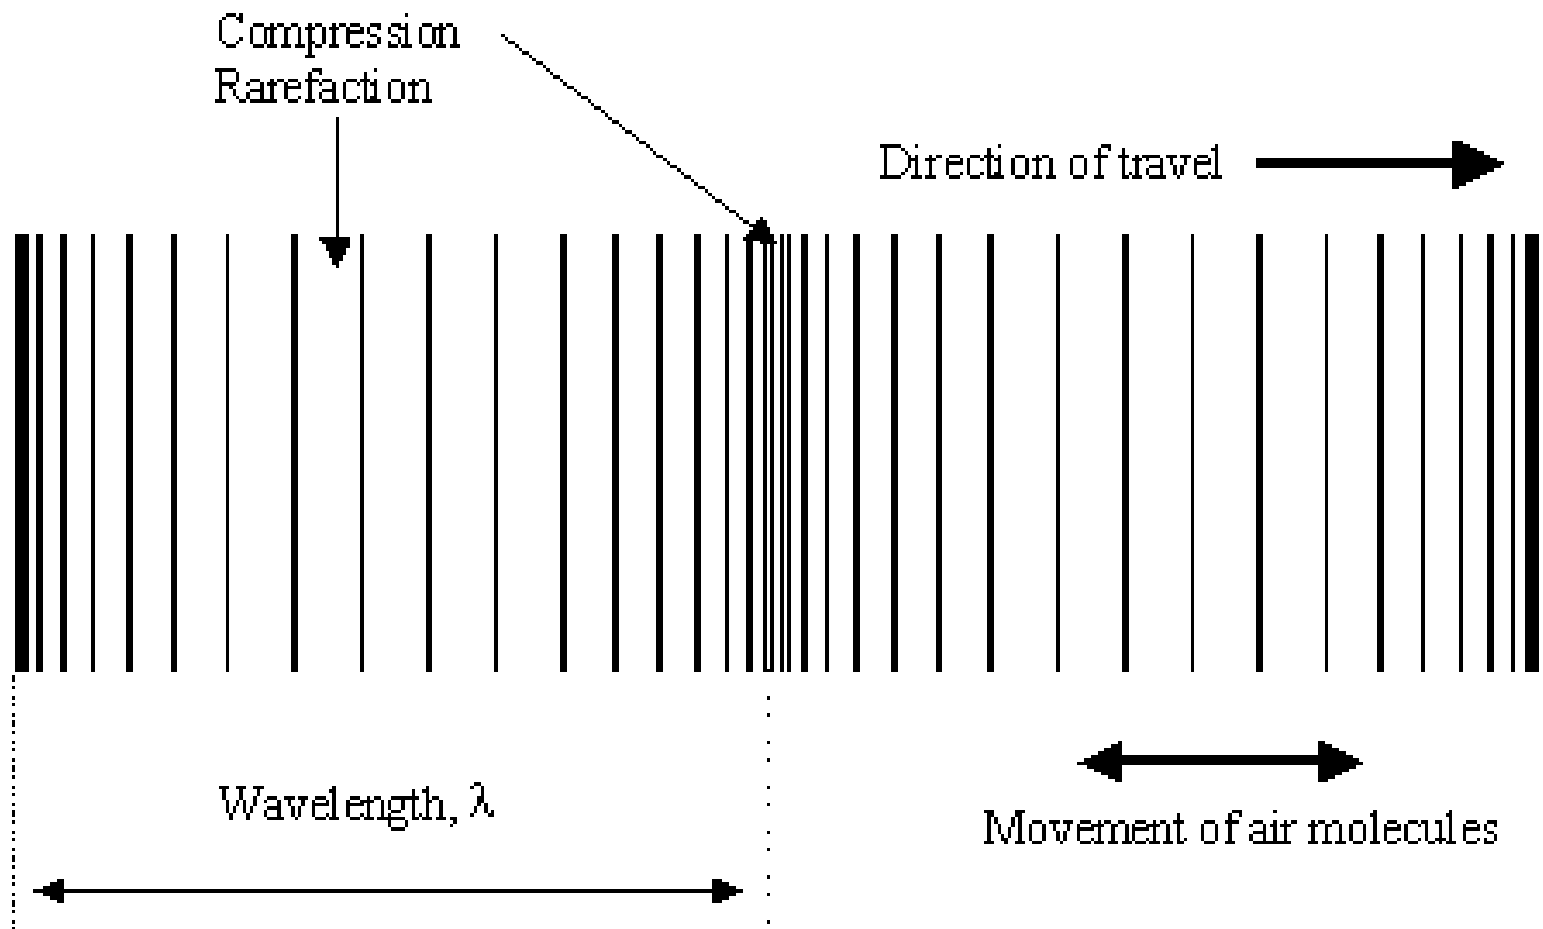 Compression
Rarefaction
Direction of travel
Wavelength, λ
Movement of air molecules